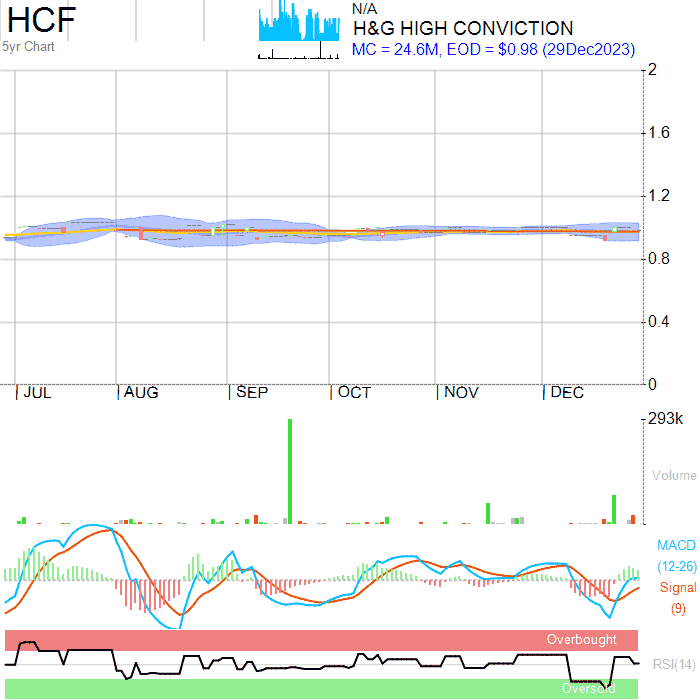 HCF
5yr Chart
N/A
H&G HIGH CONVICTION
MC = 24.6M, EOD = $0.98 (29Dec2023)
2
1.6
1.2
0.8
0.4
0
JUL AUG SEP OCT NOV DEC
293k
Volume
MACD
(12-26)
Signal
(9)
Overbought
RSI(14)
Oversold